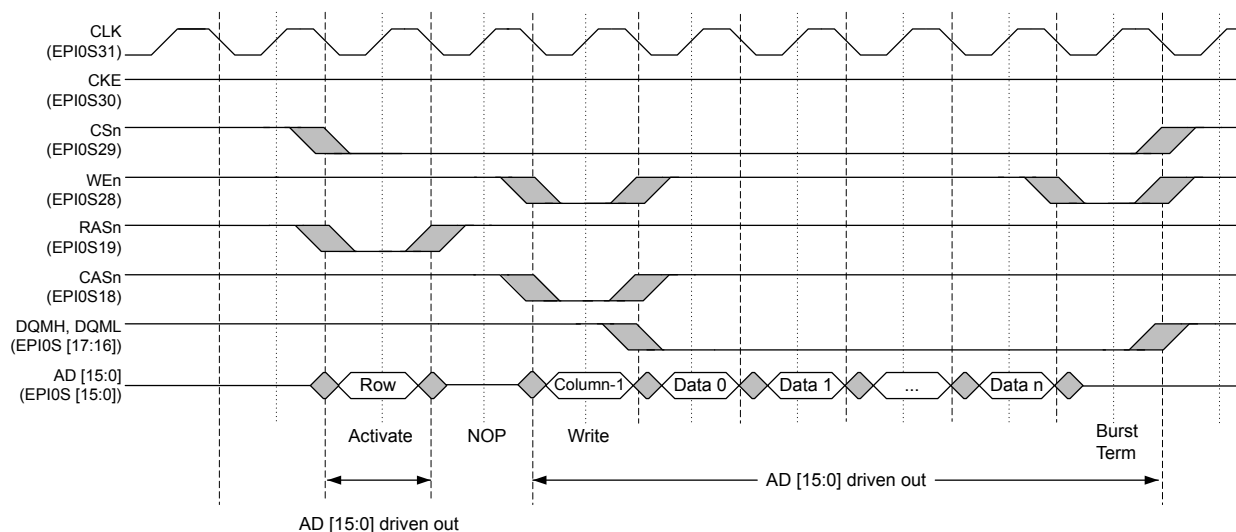 CLK
(EPI0S31)
CKE
(EPI0S30)
CSn
(EPI0S29)
WEn
(EPI0S28)
RASn
(EPI0S19)
CASn
(EPI0S18)
DQMH, DQML
(EPI0S [17:16])
AD [15:0]
(EPI0S [15:0])
Row
Column-1
Data 0
Data 1
...
Data n
Activate
NOP
Write
Burst
Term
AD [15:0] driven out
AD [15:0] driven out